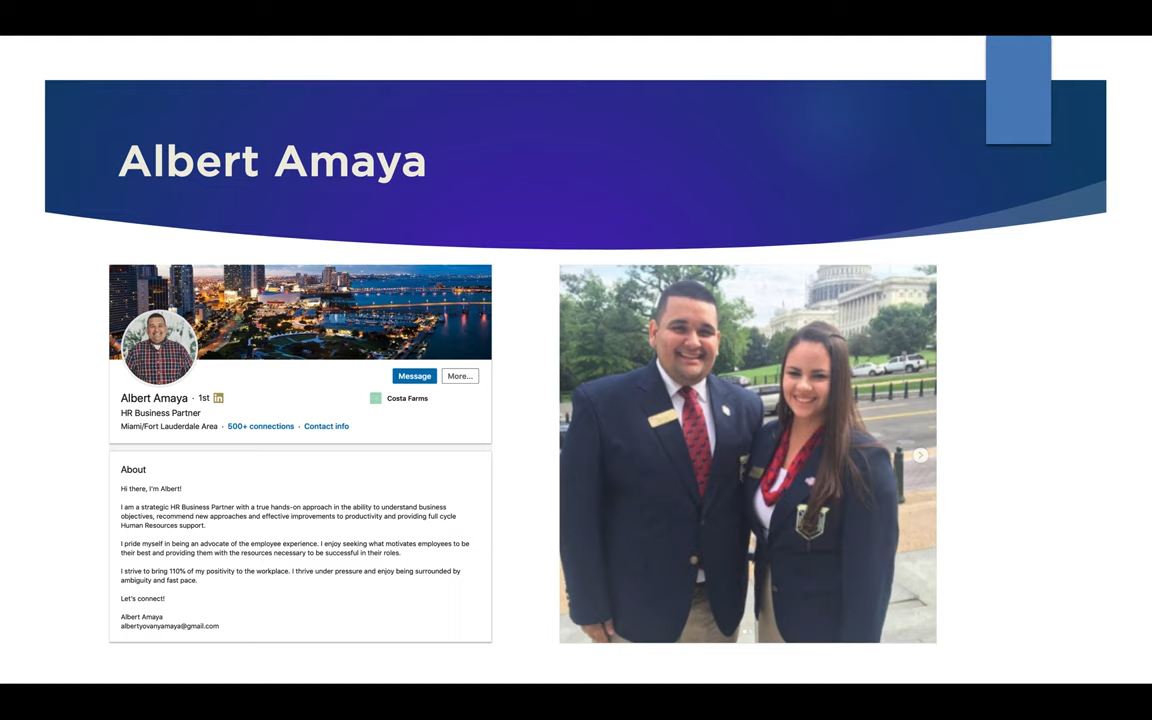 Albert Amaya
Message
More...
Albert Amaya · 1st in
Costa Farms
HR Business Partner
Miami/Fort Lauderdale Area · 500+ connections · Contact info
About
Hi there, I'm Albert!
I am a strategic HR Business Partner with a true hands-on approach in the ability to understand business
objectives, recommend new approaches and effective improvements to productivity and providing full cycle
Human Resources support.
I pride myself in being an advocate of the employee experience. I enjoy seeking what motivates employees to be
their best and providing them with the resources necessary to be successful in their roles.
I strive to bring 110% of my positivity to the workplace. I thrive under pressure and enjoy being surrounded by
ambiguity and fast pace.
Let's connect!
Albert Amaya
albertyovanyamaya@gmail.com